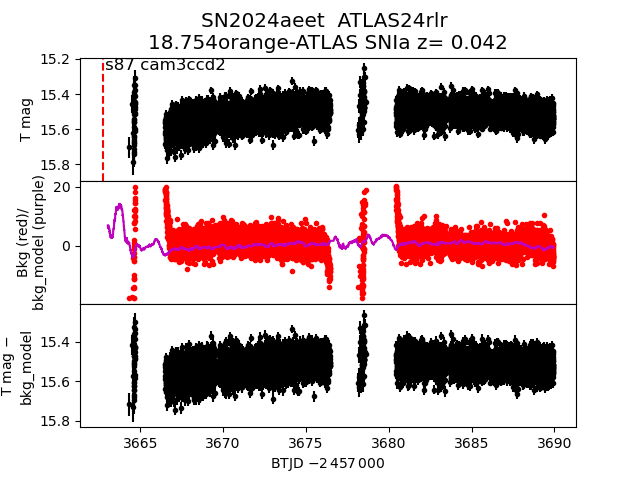 SN2024aeet  ATLAS24rlr
18.754orange-ATLAS SNIa z= 0.042
s87 cam3ccd2
15.2
15.4
15.6
15.8
T mag
20
0
Bkg (red)/
bkg_model (purple)
15.4
15.6
15.8
T mag −
bkg_model
3665 3670 3675 3680 3685 3690
BTJD −2 457 000